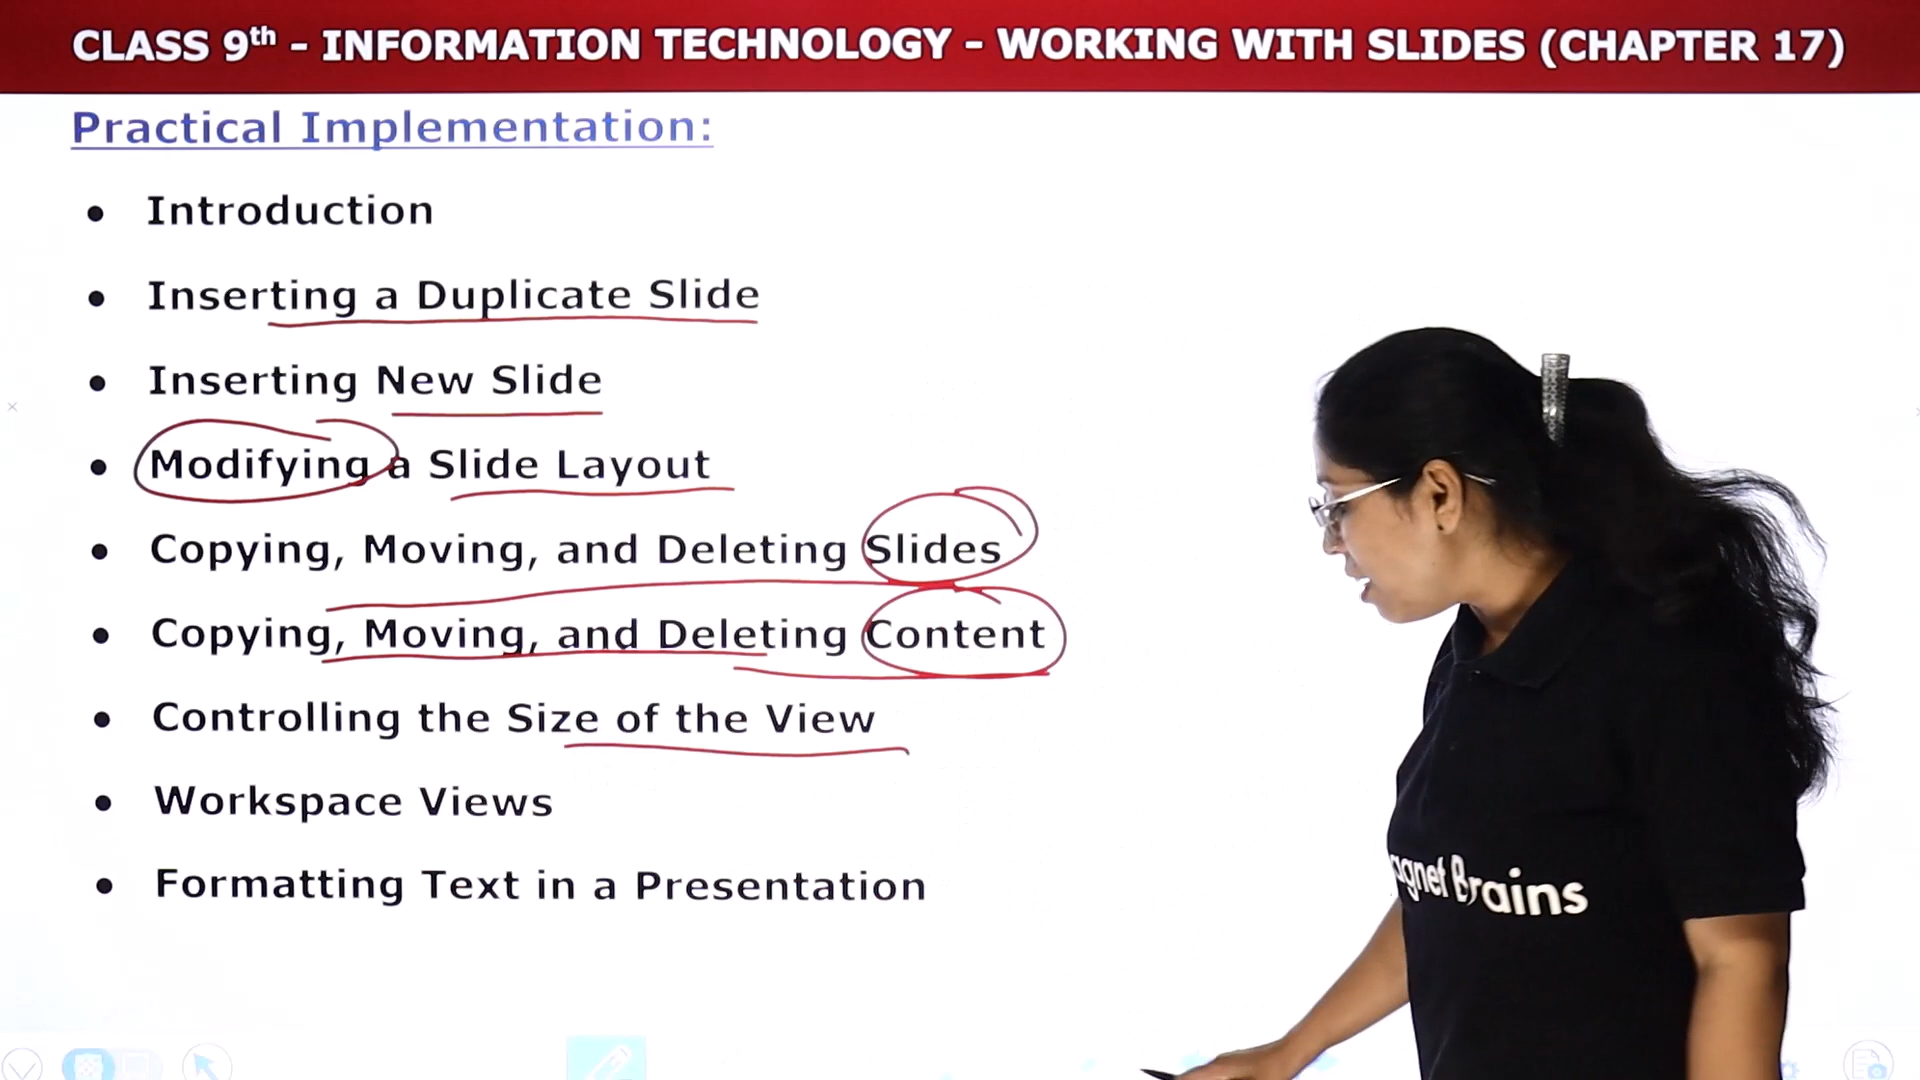 CLASS 9th - INFORMATION TECHNOLOGY - WORKING WITH SLIDES (CHAPTER 17)
Practical Implementation:
• Introduction
• Inserting a Duplicate Slide
• Inserting New Slide
• Modifying a Slide Layout
• Copying, Moving, and Deleting Slides
• Copying, Moving, and Deleting Content
• Controlling the Size of the View
• Workspace Views
• Formatting Text in a Presentation
agnet Brains